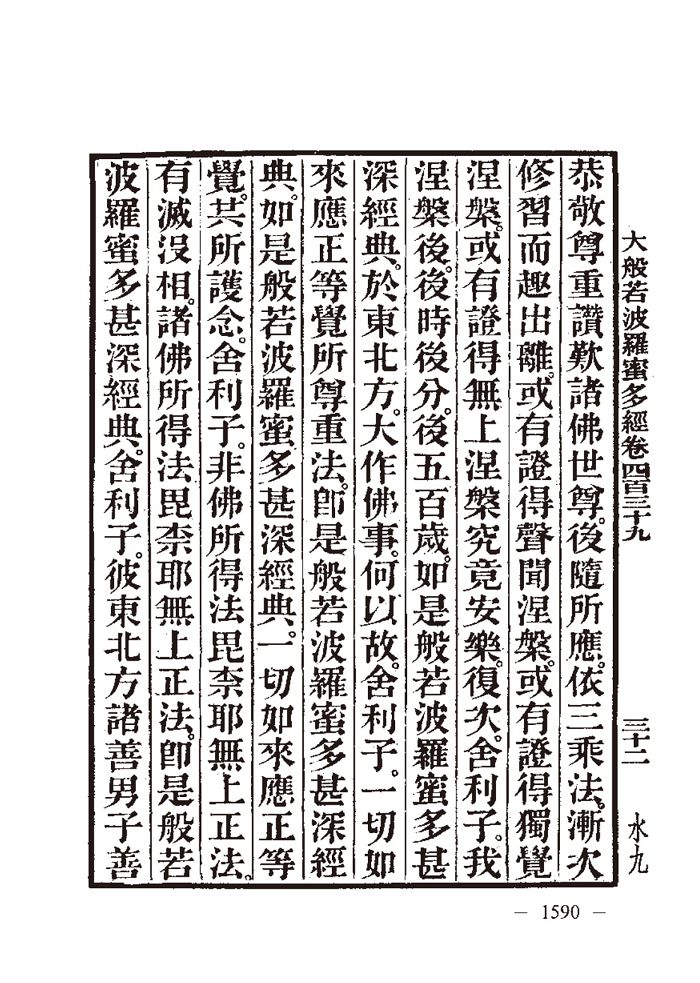 大般若波羅蜜多經卷四百三十九　三十二　水九
恭敬尊重讚歎諸佛世尊。後隨所應。依三乘法。漸次
修習而趣出離。或有證得聲聞涅槃。或有證得獨覺
涅槃。或有證得無上涅槃究竟安樂。復次。舍利子。我
涅槃後。後時後分。後五百歲。如是般若波羅蜜多甚
深經典。於東北方。大作佛事。何以故。舍利子。一切如
來應正等覺所尊重法。卽是般若波羅蜜多甚深經
典。如是般若波羅蜜多甚深經典。一切如來應正等
覺。共所護念。舍利子。非佛所得法毘柰耶無上正法。
有滅沒相。諸佛所得法毘柰耶無上正法。卽是般若
波羅蜜多甚深經典。舍利子。彼東北方諸善男子善
— 1590 —